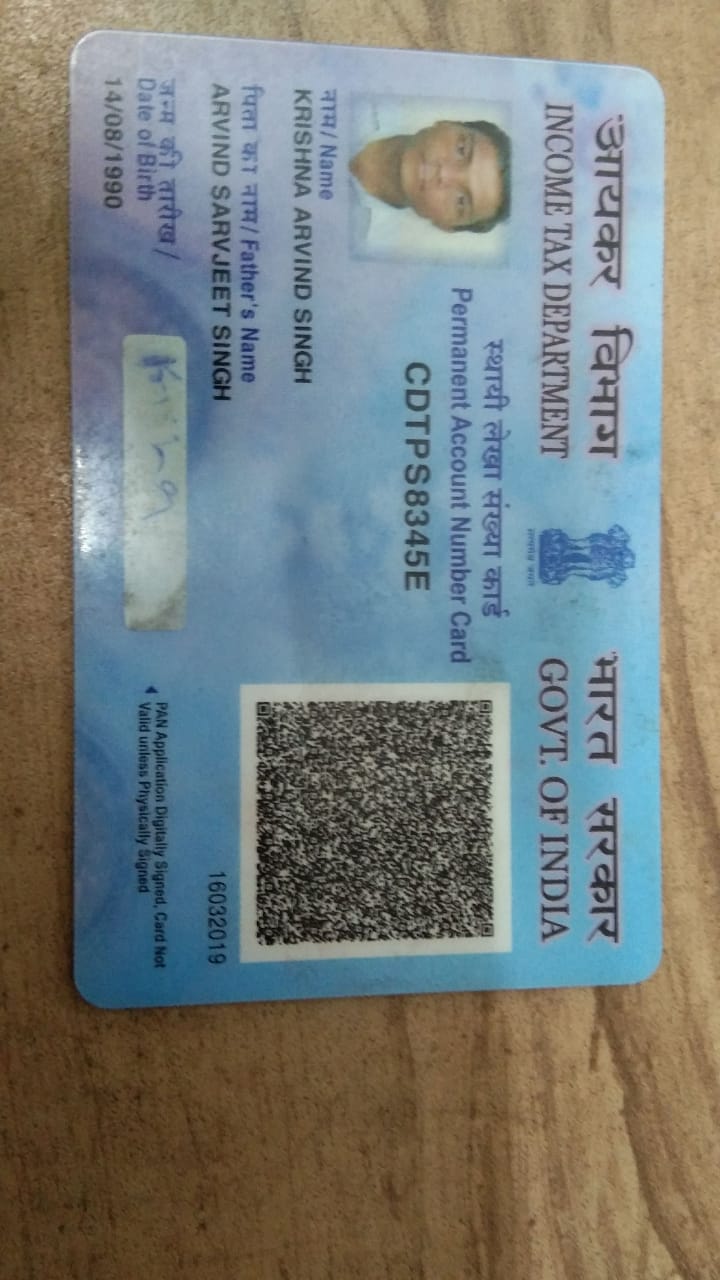 आयकर विभाग
INCOME TAX DEPARTMENT
भारत सरकार
GOVT. OF INDIA
सत्यमेव जयते
स्थायी लेखा संख्या कार्ड
Permanent Account Number Card
CDTPS8345E
नाम / Name
KRISHNA ARVIND SINGH
पिता का नाम / Father's Name
ARVIND SARVJEET SINGH
जन्म की तारीख /
Date of Birth
14/08/1990
Krishna
16032019
PAN Application Digitally Signed, Card Not
Valid unless Physically Signed